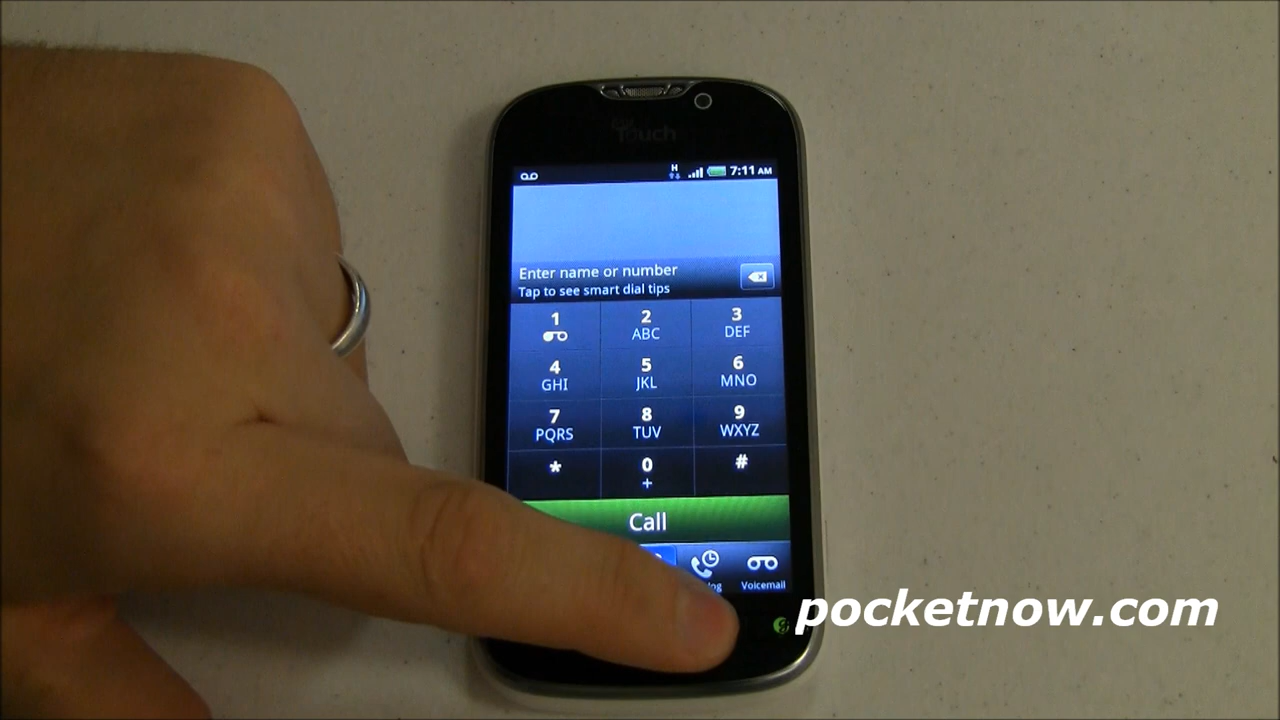 Touch
H
7:11 AM
Enter name or number
Tap to see smart dial tips
1
2 ABC
3 DEF
4 GHI
5 JKL
6 MNO
7 PQRS
8 TUV
9 WXYZ
*
0 +
#
Call
Voicemail
pocketnow.com